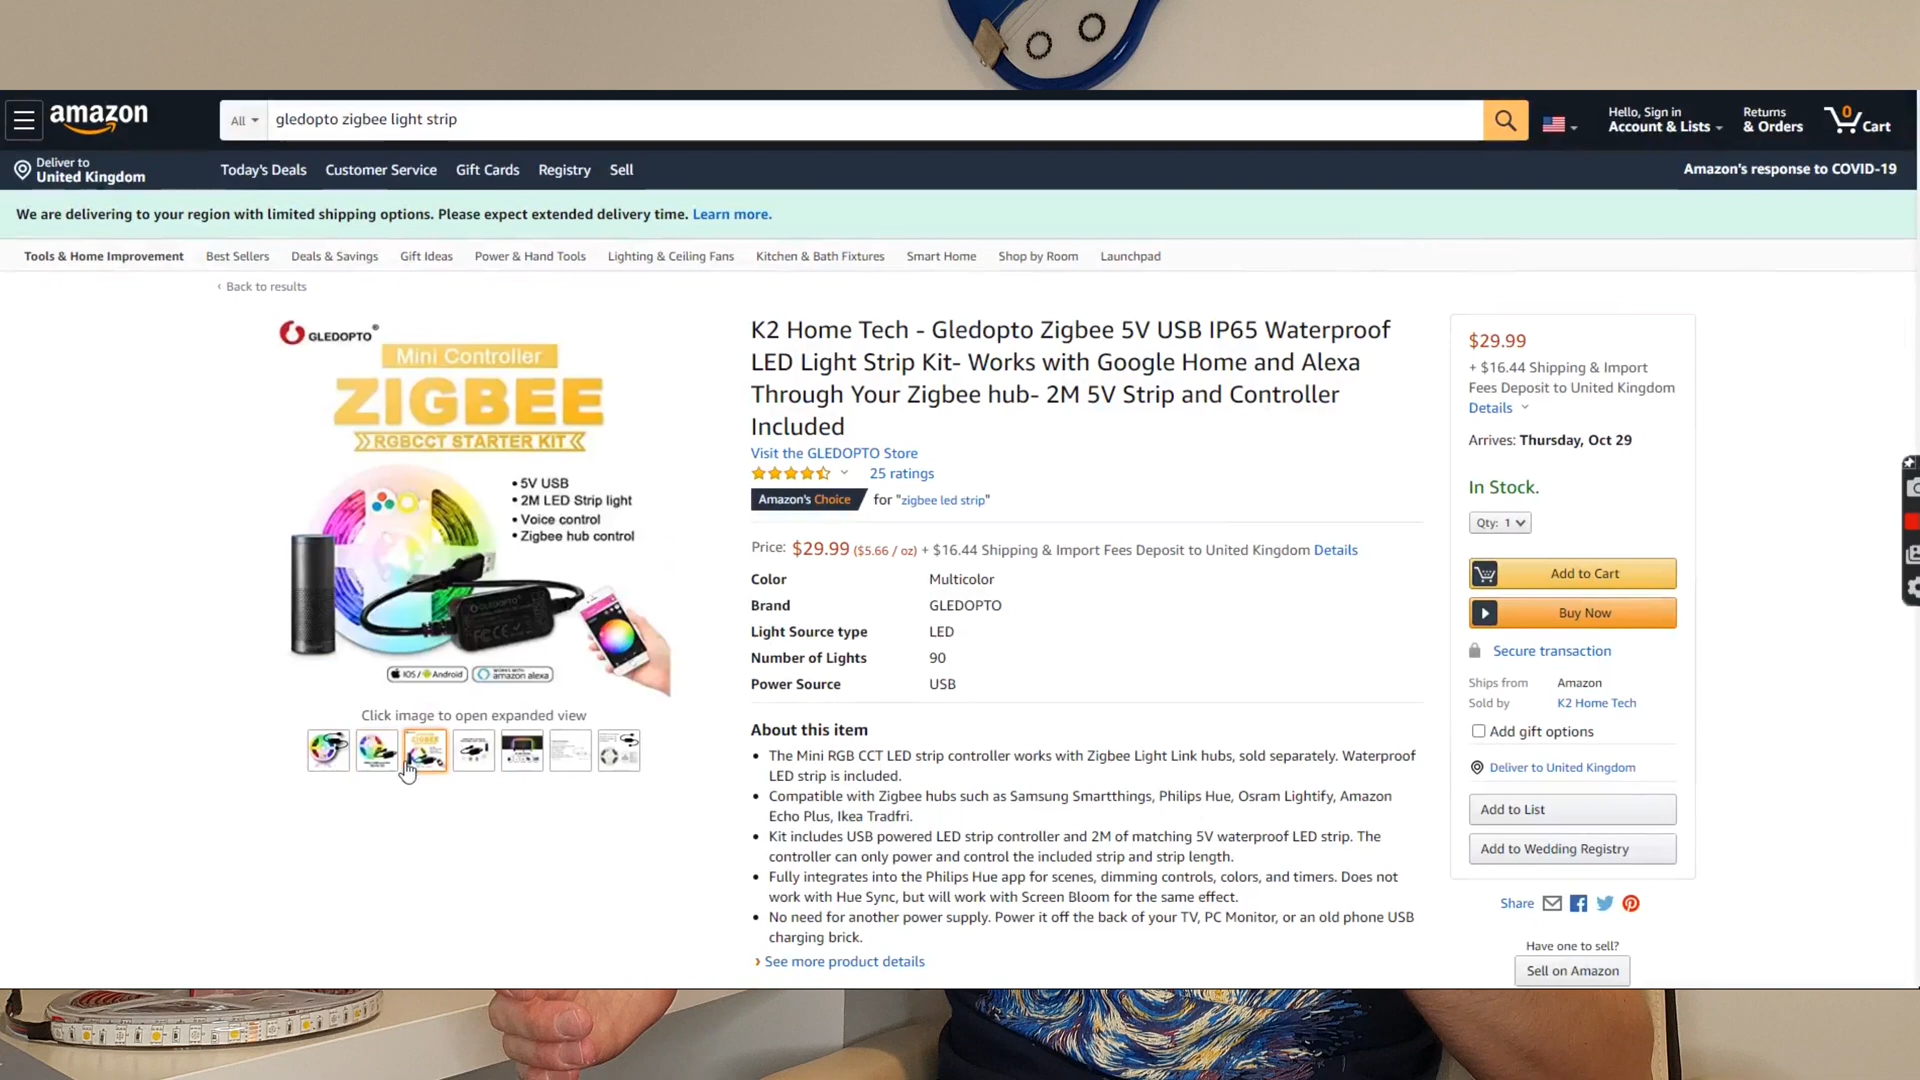 amazon
All
gledopto zigbee light strip
Hello, Sign in
Account & Lists
Returns
& Orders
0
Cart
Deliver to
United Kingdom
Today's Deals
Customer Service
Gift Cards
Registry
Sell
Amazon's response to COVID-19
We are delivering to your region with limited shipping options. Please expect extended delivery time. Learn more.
Tools & Home Improvement
Best Sellers
Deals & Savings
Gift Ideas
Power & Hand Tools
Lighting & Ceiling Fans
Kitchen & Bath Fixtures
Smart Home
Shop by Room
Launchpad
‹ Back to results
GLEDOPTO®
Mini Controller
ZIGBEE
RGBCCT STARTER KIT
• 5V USB
• 2M LED Strip light
• Voice control
• Zigbee hub control
GLEDOPTO
IOS / Android
amazon alexa
Click image to open expanded view
K2 Home Tech - Gledopto Zigbee 5V USB IP65 Waterproof
LED Light Strip Kit- Works with Google Home and Alexa
Through Your Zigbee hub- 2M 5V Strip and Controller
Included
Visit the GLEDOPTO Store
25 ratings
Amazon's Choice for "zigbee led strip"
Price: $29.99 ($5.66 / oz) + $16.44 Shipping & Import Fees Deposit to United Kingdom Details
Color Multicolor
Brand GLEDOPTO
Light Source type LED
Number of Lights 90
Power Source USB
About this item
• The Mini RGB CCT LED strip controller works with Zigbee Light Link hubs, sold separately. Waterproof
LED strip is included.
• Compatible with Zigbee hubs such as Samsung Smartthings, Philips Hue, Osram Lightify, Amazon
Echo Plus, Ikea Tradfri.
• Kit includes USB powered LED strip controller and 2M of matching 5V waterproof LED strip. The
controller can only power and control the included strip and strip length.
• Fully integrates into the Philips Hue app for scenes, dimming controls, colors, and timers. Does not
work with Hue Sync, but will work with Screen Bloom for the same effect.
• No need for another power supply. Power it off the back of your TV, PC Monitor, or an old phone USB
charging brick.
› See more product details
$29.99
+ $16.44 Shipping & Import
Fees Deposit to United Kingdom
Details
Arrives: Thursday, Oct 29
In Stock.
Qty: 1
Add to Cart
Buy Now
Secure transaction
Ships from Amazon
Sold by K2 Home Tech
Add gift options
Deliver to United Kingdom
Add to List
Add to Wedding Registry
Share
Have one to sell?
Sell on Amazon